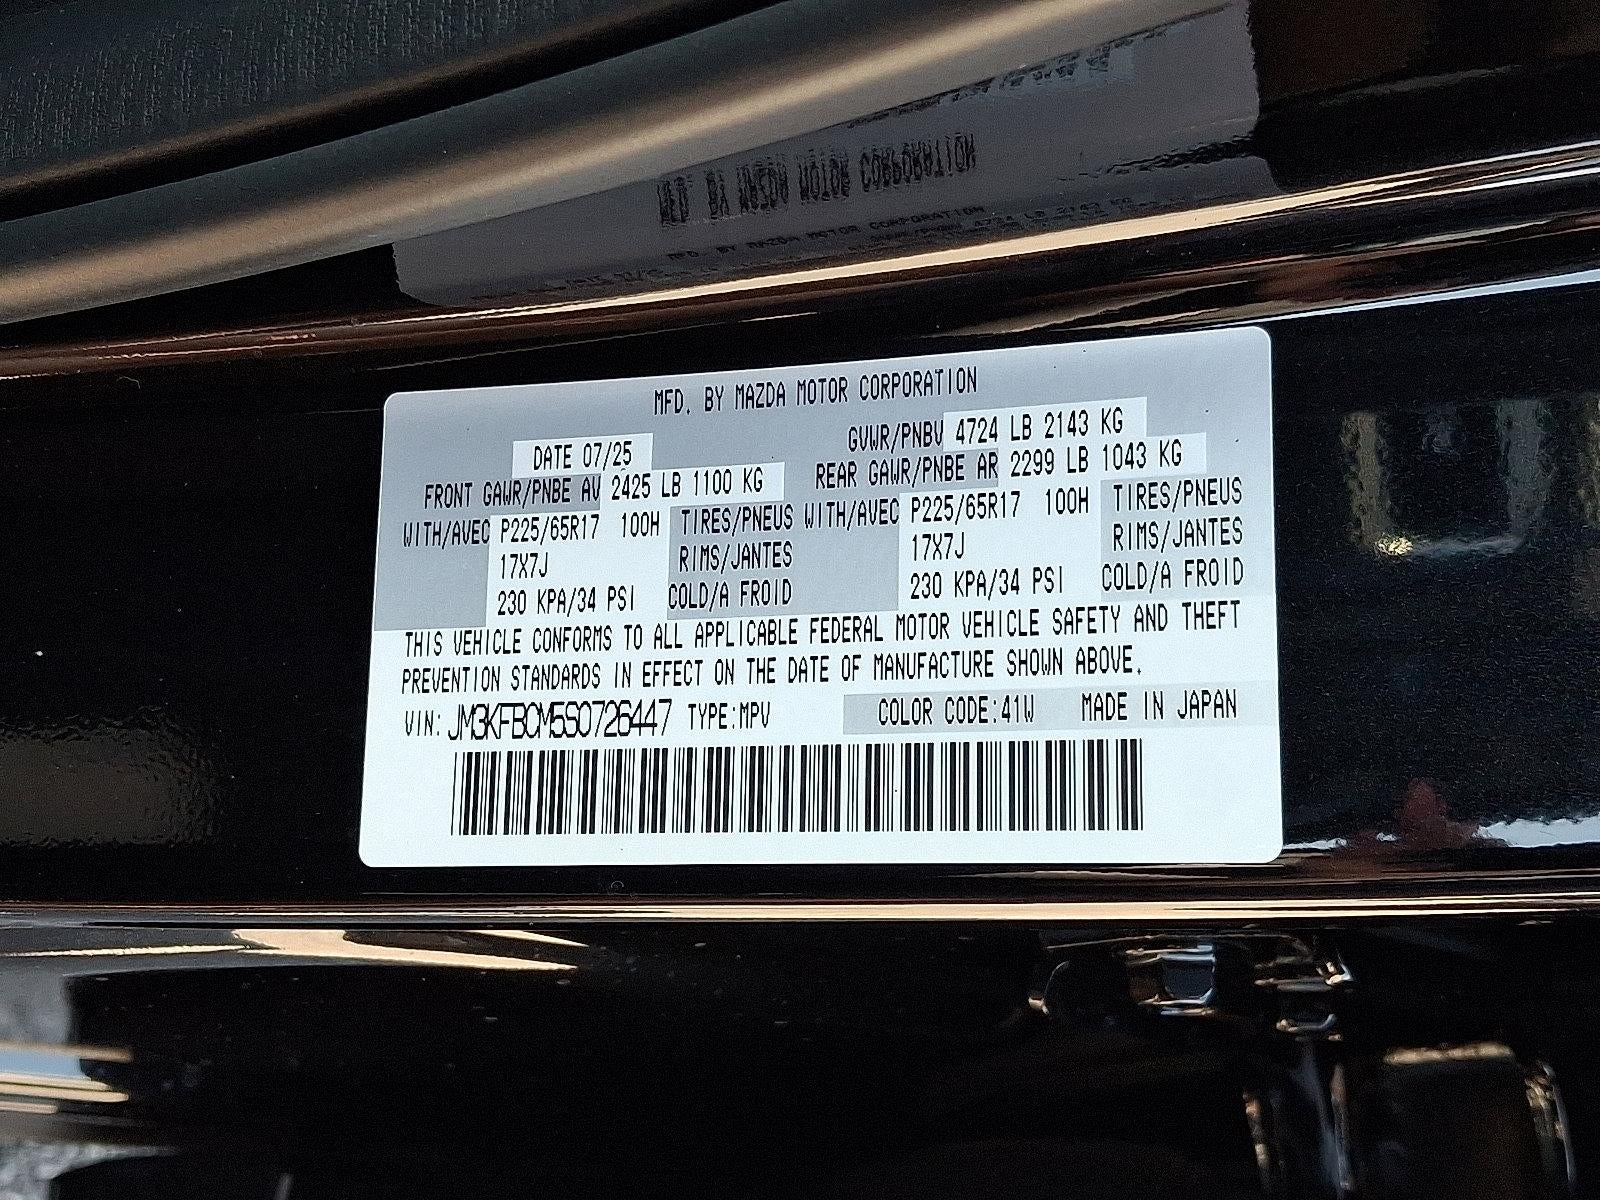 MFD. BY MAZDA MOTOR CORPORATION
DATE 07/25 GVWR/PNBV 4724 LB 2143 KG
FRONT GAWR/PNBE AV 2425 LB 1100 KG REAR GAWR/PNBE AR 2299 LB 1043 KG
WITH/AVEC P225/65R17 100H TIRES/PNEUS WITH/AVEC P225/65R17 100H TIRES/PNEUS
17X7J RIMS/JANTES 17X7J RIMS/JANTES
230 KPA/34 PSI COLD/A FROID 230 KPA/34 PSI COLD/A FROID
THIS VEHICLE CONFORMS TO ALL APPLICABLE FEDERAL MOTOR VEHICLE SAFETY AND THEFT
PREVENTION STANDARDS IN EFFECT ON THE DATE OF MANUFACTURE SHOWN ABOVE.
VIN: JM3KFBCM5S0726447 TYPE:MPV COLOR CODE:41W MADE IN JAPAN